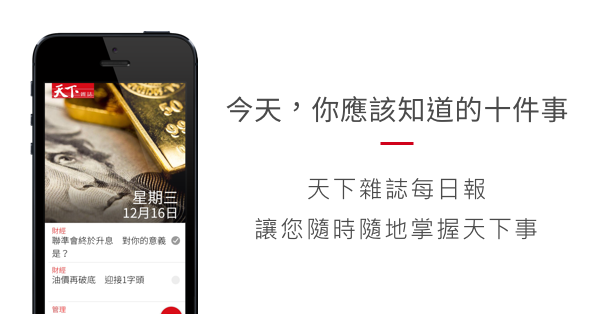 天下雜誌
星期三
12月16日
財經
聯準會終於升息　對你的意義
是？
財經
油價再破底　迎接1字頭
管理
今天，你應該知道的十件事
天下雜誌每日報
讓您隨時隨地掌握天下事